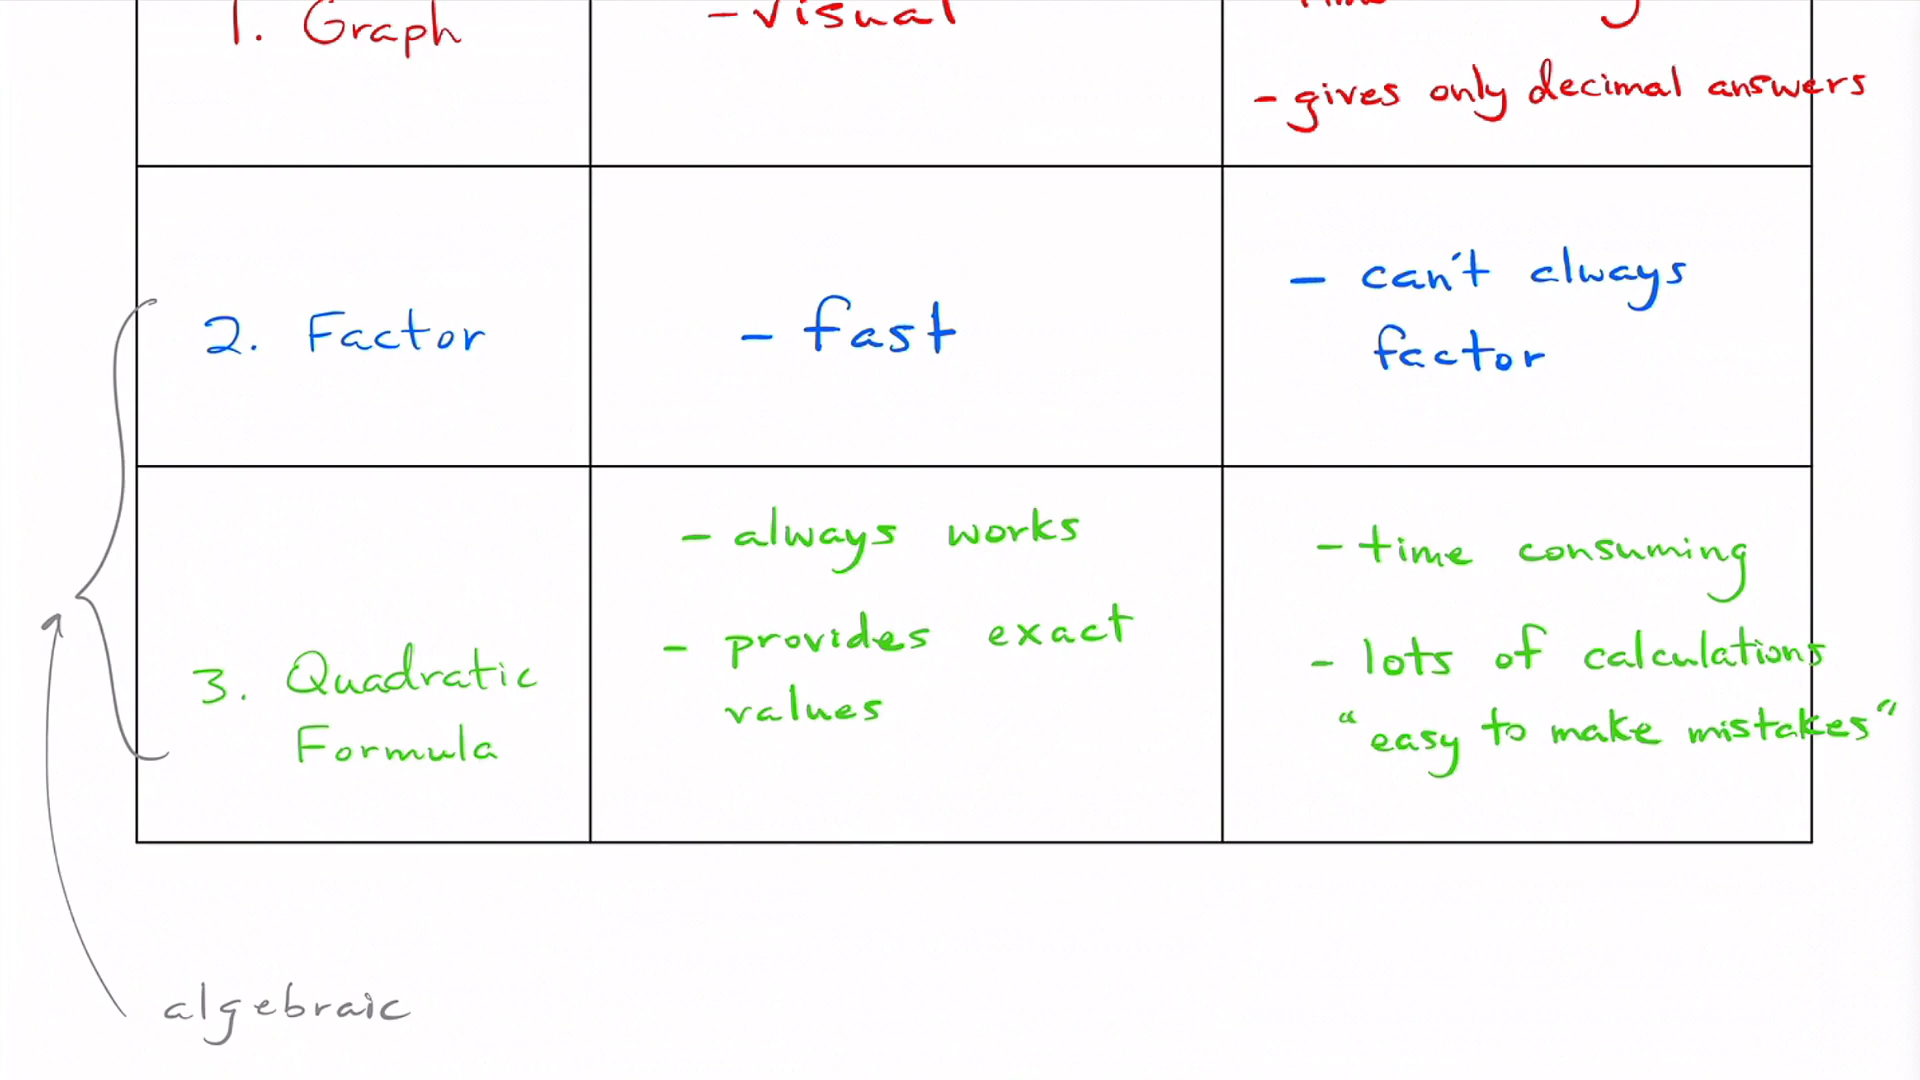 1. Graph
- visual
- gives only decimal answers
2. Factor
- fast
- can't always
factor
3. Quadratic
Formula
- always works
- provides exact
values
- time consuming
- lots of calculations
"easy to make mistakes"
algebraic